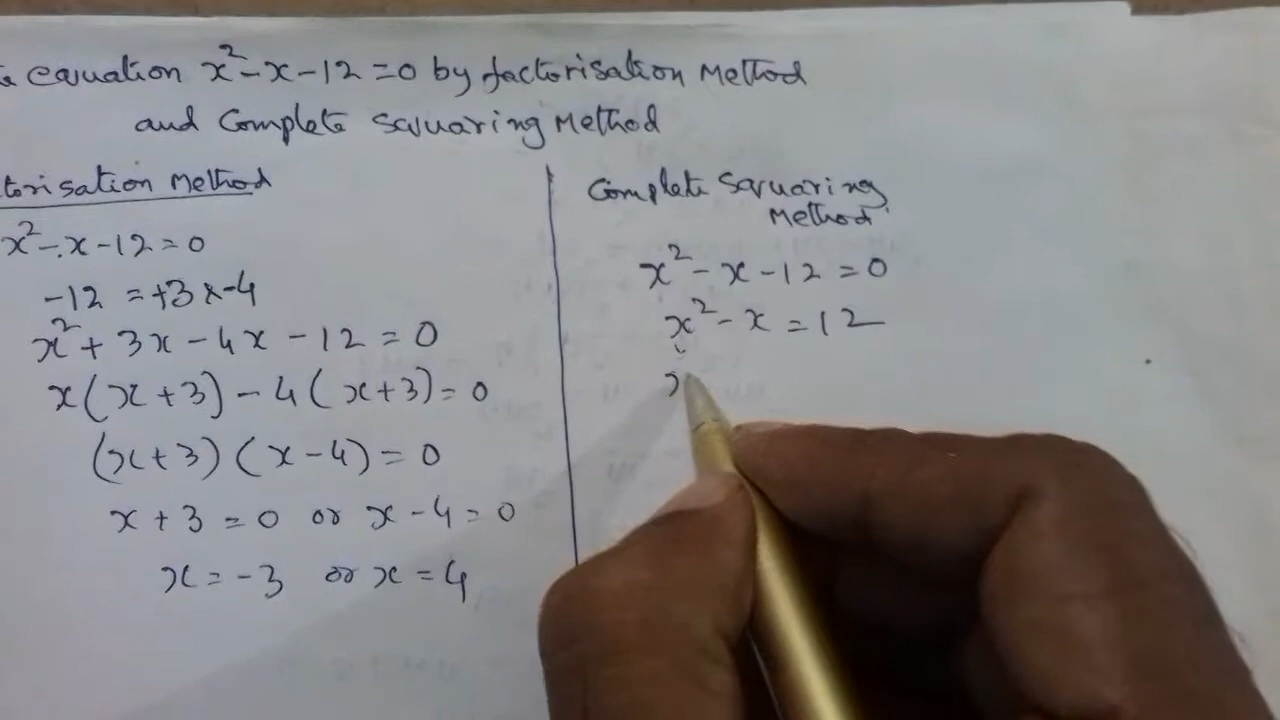 equation x²-x-12=0 by factorisation Method
and Complete Squaring Method
torisation Method
x²-x-12=0
-12 =+3x-4
x²+3x-4x-12=0
x(x+3)-4(x+3)=0
(x+3)(x-4)=0
x+3=0 or x-4=0
x=-3 or x=4
Complete Squaring
Method
x²-x-12=0
x²-x=12
x